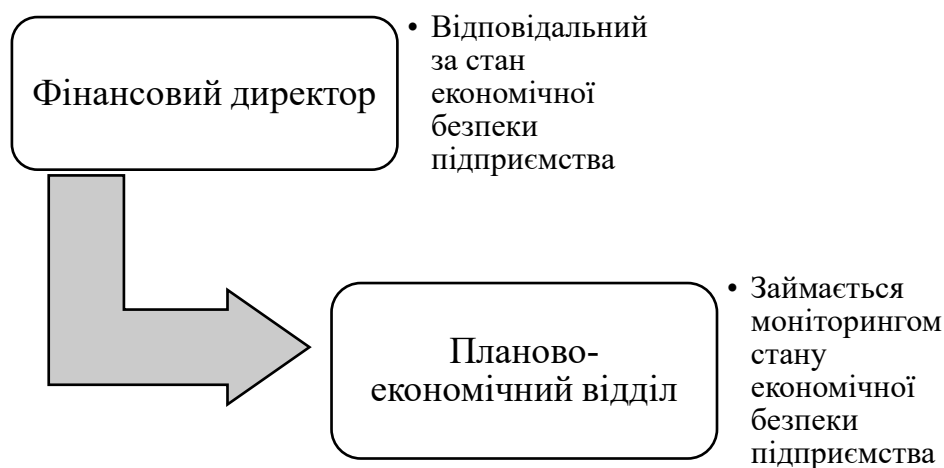 Фінансовий директор
• Відповідальний
за стан
економічної
безпеки
підприємства
Планово-
економічний відділ
• Займається
моніторингом
стану
економічної
безпеки
підприємства